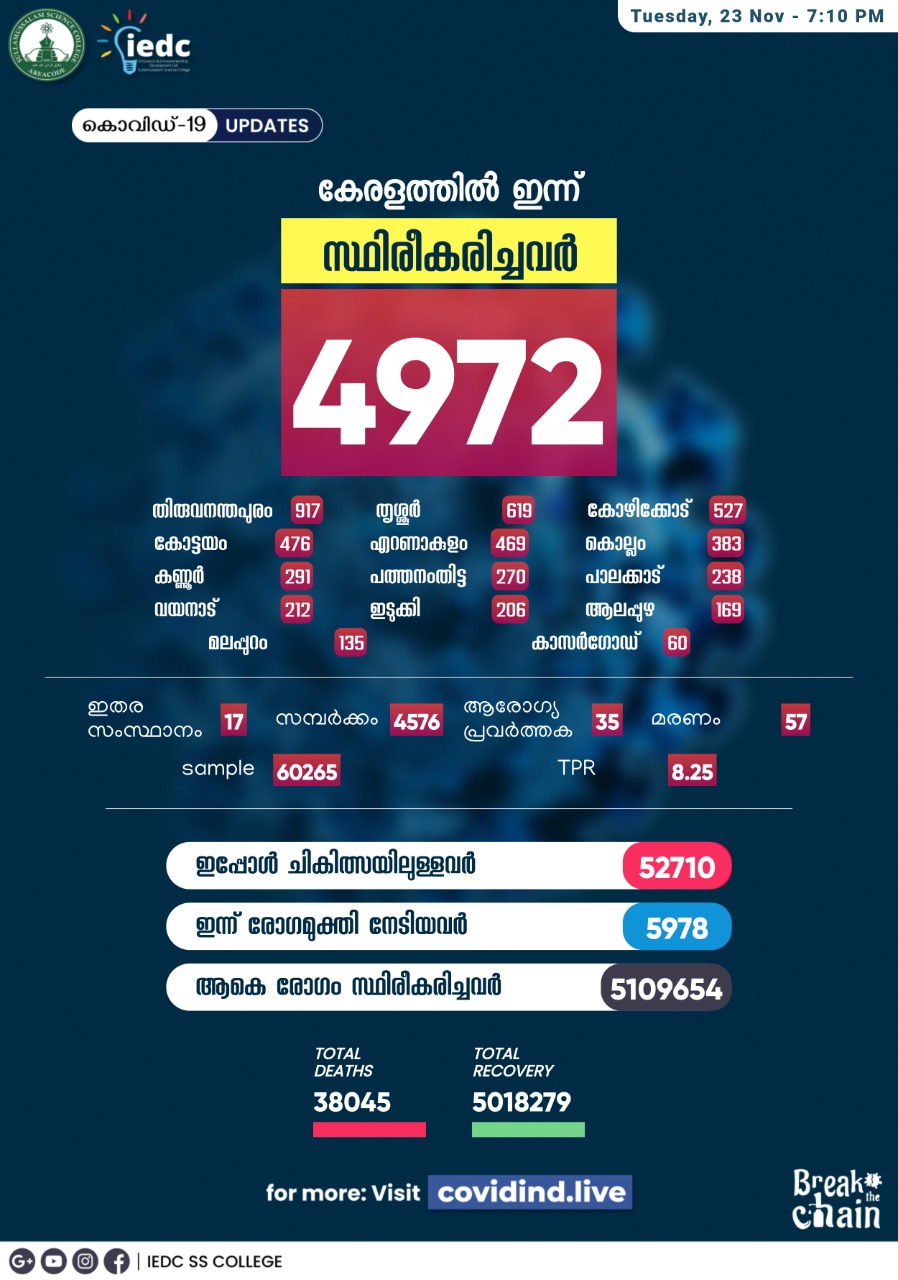 Tuesday, 23 Nov - 7:10 PM
SULLAMUSSALAM SCIENCE COLLEGE
AREACODE
iedc
കൊവിഡ്-19 UPDATES
കേരളത്തിൽ ഇന്ന്
സ്ഥിരീകരിച്ചവർ
4972
തിരുവനന്തപുരം 917 തൃശ്ശൂർ 619 കോഴിക്കോട് 527
കോട്ടയം 476 എറണാകുളം 469 കൊല്ലം 383
കണ്ണൂർ 291 പത്തനംതിട്ട 270 പാലക്കാട് 238
വയനാട് 212 ഇടുക്കി 206 ആലപ്പുഴ 169
മലപ്പുറം 135 കാസർഗോഡ് 60
ഇതര
സംസ്ഥാനം 17 സമ്പർക്കം 4576 ആരോഗ്യ
പ്രവർത്തക 35 മരണം 57
sample 60265 TPR 8.25
ഇപ്പോൾ ചികിത്സയിലുള്ളവർ 52710
ഇന്ന് രോഗമുക്തി നേടിയവർ 5978
ആകെ രോഗം സ്ഥിരീകരിച്ചവർ 5109654
TOTAL
DEATHS
38045
TOTAL
RECOVERY
5018279
for more: Visit covidind.live
Break
the
chain
G+ | IEDC SS COLLEGE